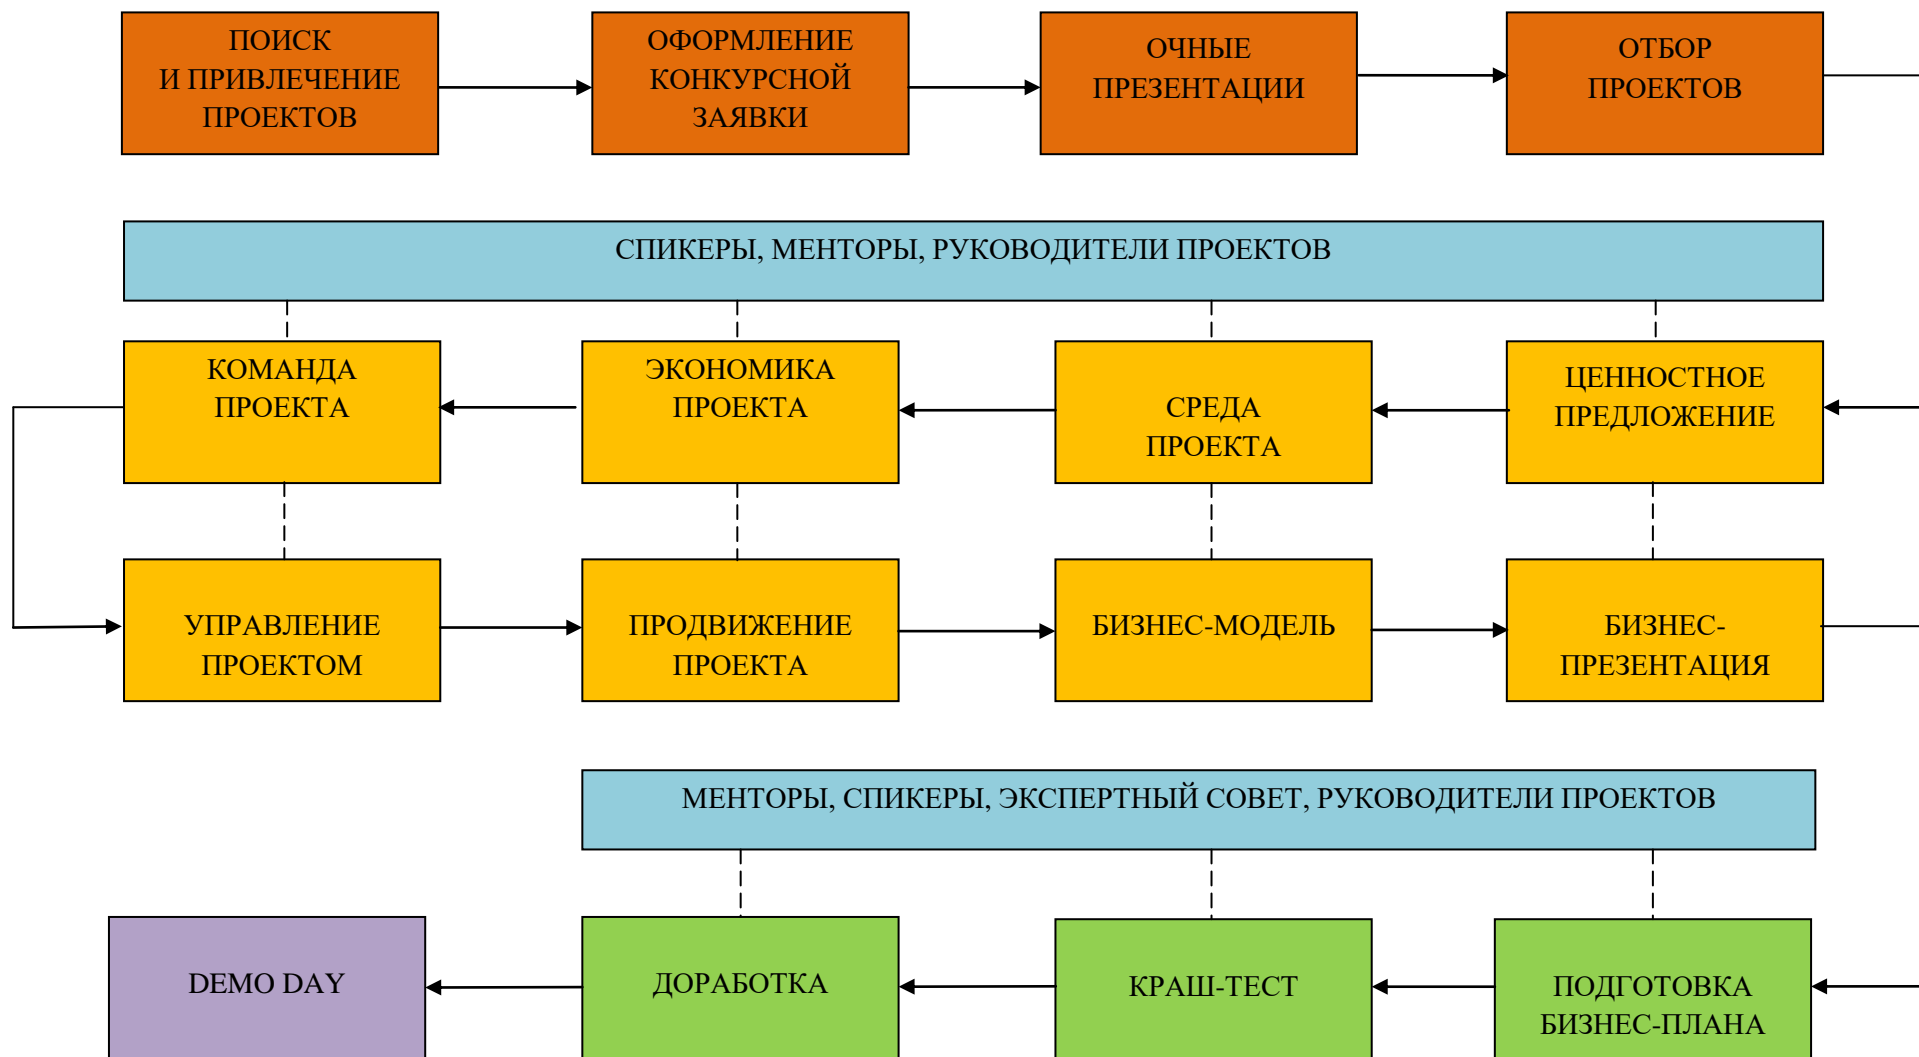 ПОИСК
И ПРИВЛЕЧЕНИЕ
ПРОЕКТОВ
ОФОРМЛЕНИЕ
КОНКУРСНОЙ
ЗАЯВКИ
ОЧНЫЕ
ПРЕЗЕНТАЦИИ
ОТБОР
ПРОЕКТОВ
СПИКЕРЫ, МЕНТОРЫ, РУКОВОДИТЕЛИ ПРОЕКТОВ
КОМАНДА
ПРОЕКТА
ЭКОНОМИКА
ПРОЕКТА
СРЕДА
ПРОЕКТА
ЦЕННОСТНОЕ
ПРЕДЛОЖЕНИЕ
УПРАВЛЕНИЕ
ПРОЕКТОМ
ПРОДВИЖЕНИЕ
ПРОЕКТА
БИЗНЕС-МОДЕЛЬ
БИЗНЕС-
ПРЕЗЕНТАЦИЯ
МЕНТОРЫ, СПИКЕРЫ, ЭКСПЕРТНЫЙ СОВЕТ, РУКОВОДИТЕЛИ ПРОЕКТОВ
DEMO DAY
ДОРАБОТКА
КРАШ-ТЕСТ
ПОДГОТОВКА
БИЗНЕС-ПЛАНА